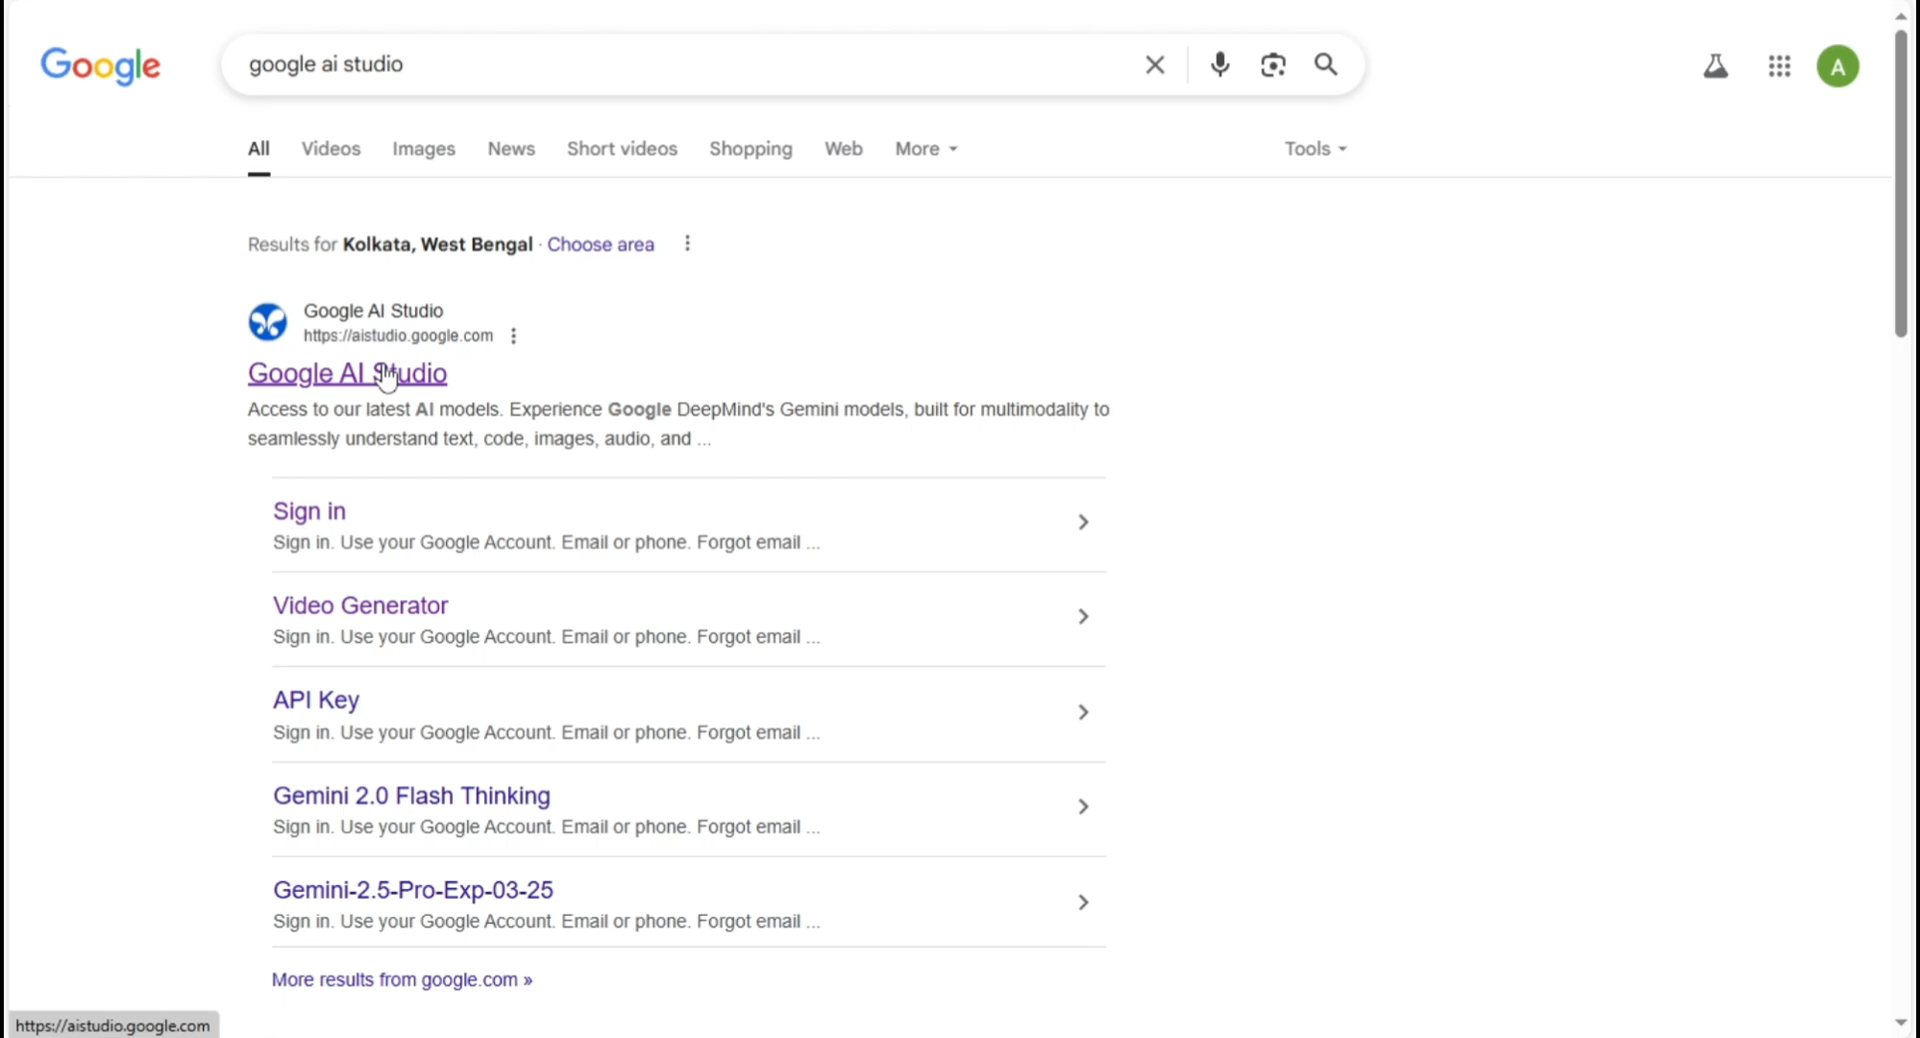 Google
google ai studio
A
All Videos Images News Short videos Shopping Web More Tools
Results for Kolkata, West Bengal · Choose area
Google AI Studio
https://aistudio.google.com
Google AI Studio
Access to our latest AI models. Experience Google DeepMind's Gemini models, built for multimodality to
seamlessly understand text, code, images, audio, and ...
Sign in
Sign in. Use your Google Account. Email or phone. Forgot email ...
Video Generator
Sign in. Use your Google Account. Email or phone. Forgot email ...
API Key
Sign in. Use your Google Account. Email or phone. Forgot email ...
Gemini 2.0 Flash Thinking
Sign in. Use your Google Account. Email or phone. Forgot email ...
Gemini-2.5-Pro-Exp-03-25
Sign in. Use your Google Account. Email or phone. Forgot email ...
More results from google.com »
https://aistudio.google.com